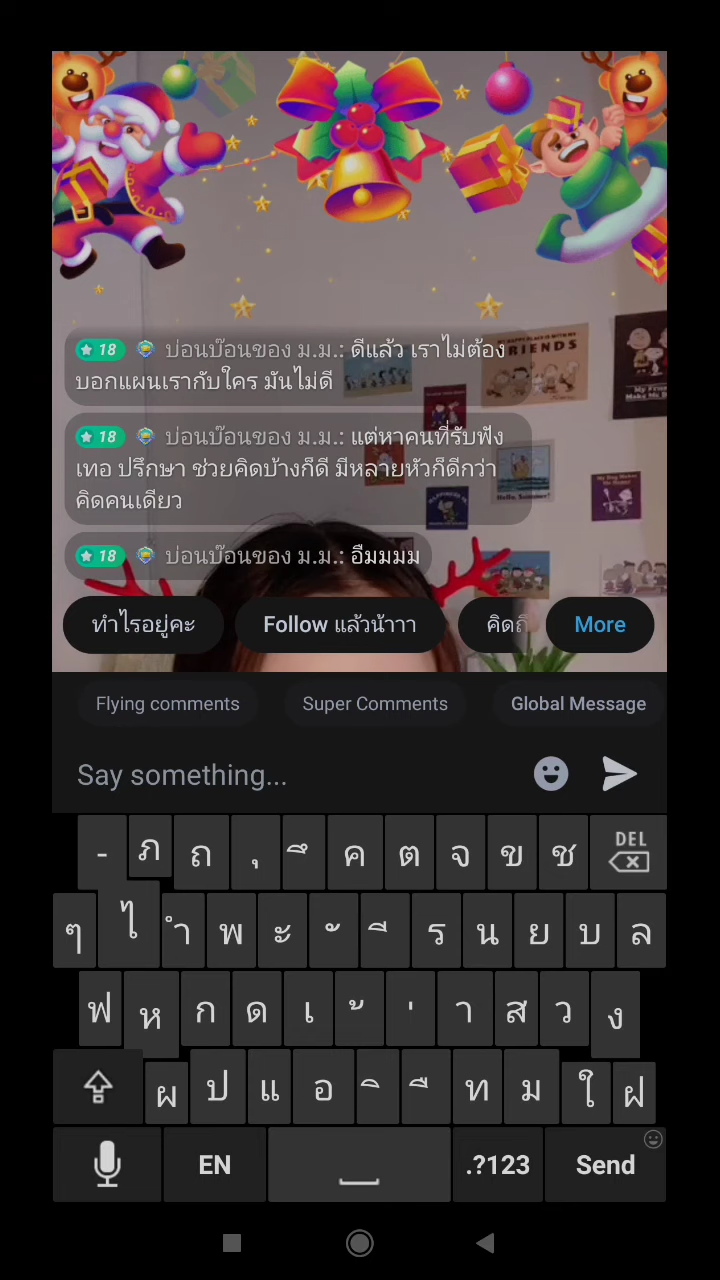 FRIENDS
18 บ่อนบ๊อนของ ม.ม.: ดีแล้ว เราไม่ต้อง
บอกแผนเรากับใคร มันไม่ดี
18 บ่อนบ๊อนของ ม.ม.: แต่หาคนที่รับฟัง
เทอ ปรึกษา ช่วยคิดบ้างก็ดี มีหลายหัวก็ดีกว่า
คิดคนเดียว
Hello, Summer!
18 บ่อนบ๊อนของ ม.ม.: อืมมมม
ทำไรอยู่คะ
Follow แล้วน้าาา
More
Flying comments
Super Comments
Global Message
Say something...
- ภ ถ ุ ึ ค ต จ ข ช DEL
ๆ ไ ำ พ ะ ั ี ร น ย บ ล
ฟ ห ก ด เ ้ ่ า ส ว ง
ผ ป แ อ ิ ื ท ม ใ ฝ
EN .?123 Send